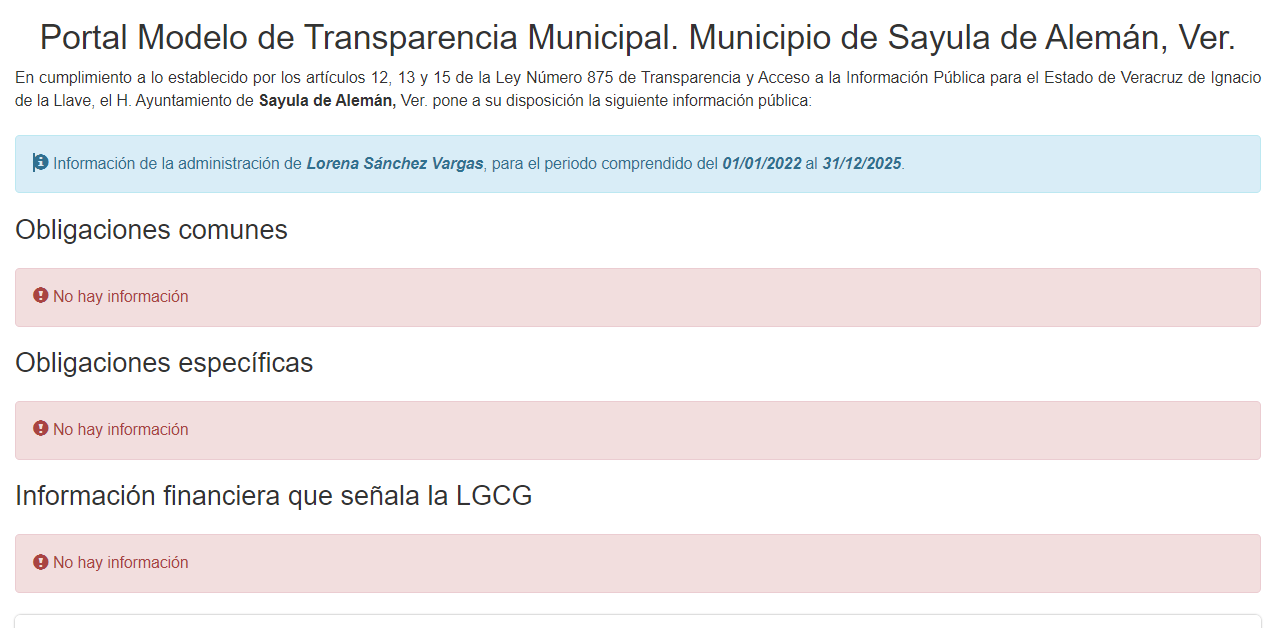 Portal Modelo de Transparencia Municipal. Municipio de Sayula de Alemán, Ver.
En cumplimiento a lo establecido por los artículos 12, 13 y 15 de la Ley Número 875 de Transparencia y Acceso a la Información Pública para el Estado de Veracruz de Ignacio
de la Llave, el H. Ayuntamiento de Sayula de Alemán, Ver. pone a su disposición la siguiente información pública:
Información de la administración de Lorena Sánchez Vargas, para el periodo comprendido del 01/01/2022 al 31/12/2025.
Obligaciones comunes
No hay información
Obligaciones específicas
No hay información
Información financiera que señala la LGCG
No hay información